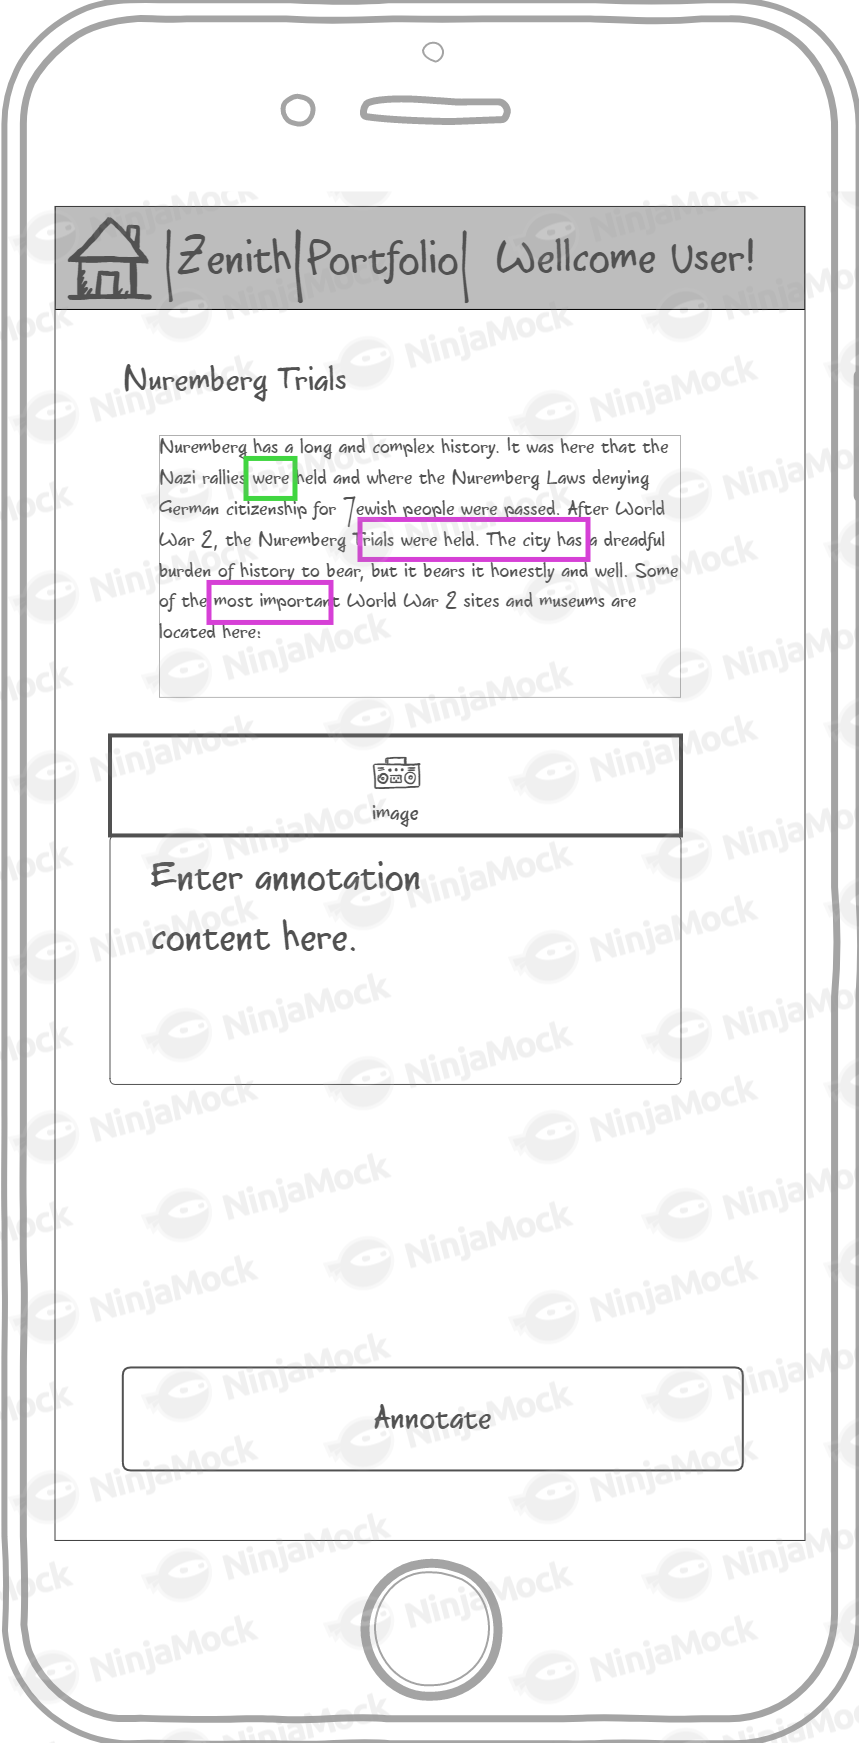 |Zenith|Portfolio| Wellcome User!
Nuremberg Trials
Nuremberg has a long and complex history. It was here that the
Nazi rallies were held and where the Nuremberg Laws denying
German citizenship for Jewish people were passed. After World
War 2, the Nuremberg Trials were held. The city has a dreadful
burden of history to bear, but it bears it honestly and well. Some
of the most important World War 2 sites and museums are
located here:
image
Enter annotation
content here.
Annotate
NinjaMock